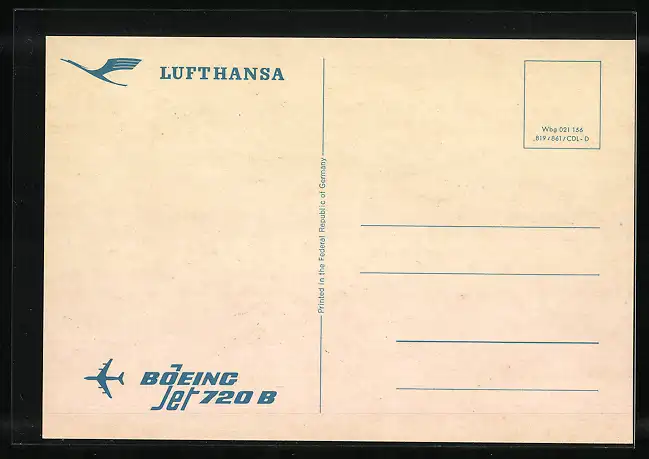 LUFTHANSA
Wbg 021 156
819/861/CDL-D
Printed in the Federal Republic of Germany
BOEING
Jet 720 B